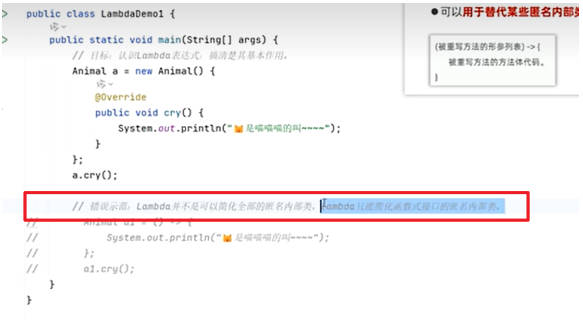 public class LambdaDemo1 {
public static void main(String[] args) {
// 目标：认识Lambda表达式：搞清楚其基本作用。
Animal a = new Animal() {
@Override
public void cry() {
System.out.println("🐱是喵喵喵的叫~~~~");
}
};
a.cry();
// 错误示范：Lambda并不是可以简化全部的匿名内部类，Lambda只能简化函数式接口的匿名内部类。
// Animal a1 = () -> {
// System.out.println("🐱是喵喵喵的叫~~~~");
// };
// a1.cry();
}
}
●可以用于替代某些匿名内部类
(被重写方法的形参列表) -> {
被重写方法的方法体代码。
}